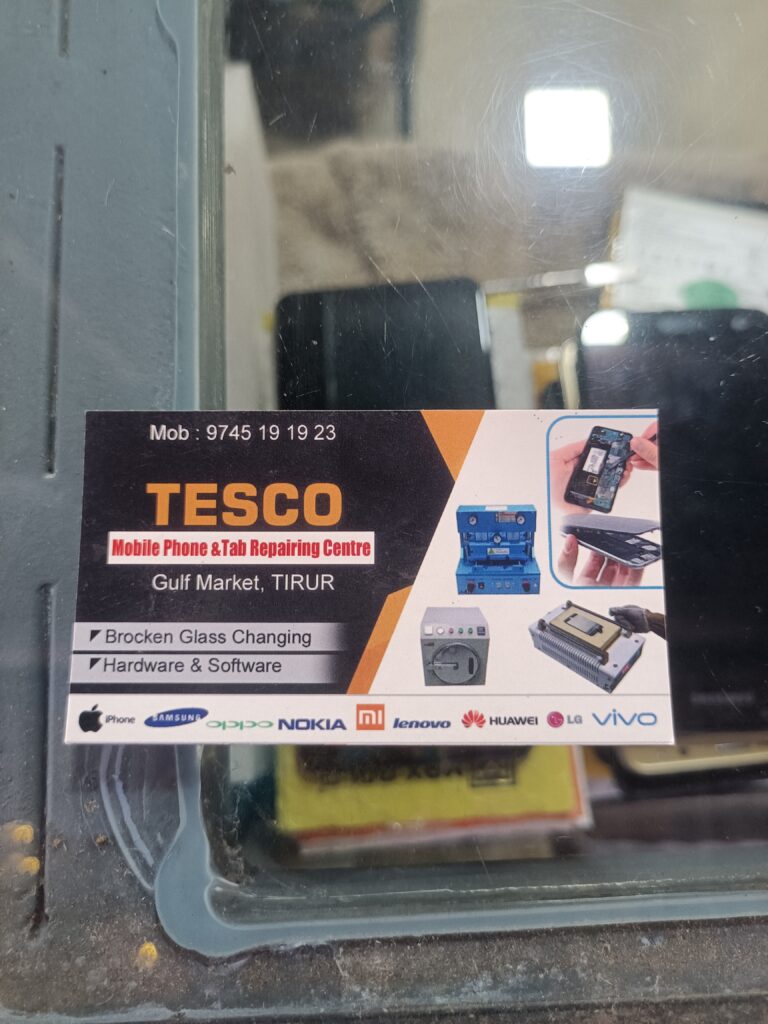 Mob : 9745 19 19 23
TESCO
Mobile Phone &Tab Repairing Centre
Gulf Market, TIRUR
Brocken Glass Changing
Hardware & Software
iPhone SAMSUNG oppo NOKIA mi lenovo HUAWEI LG vivo